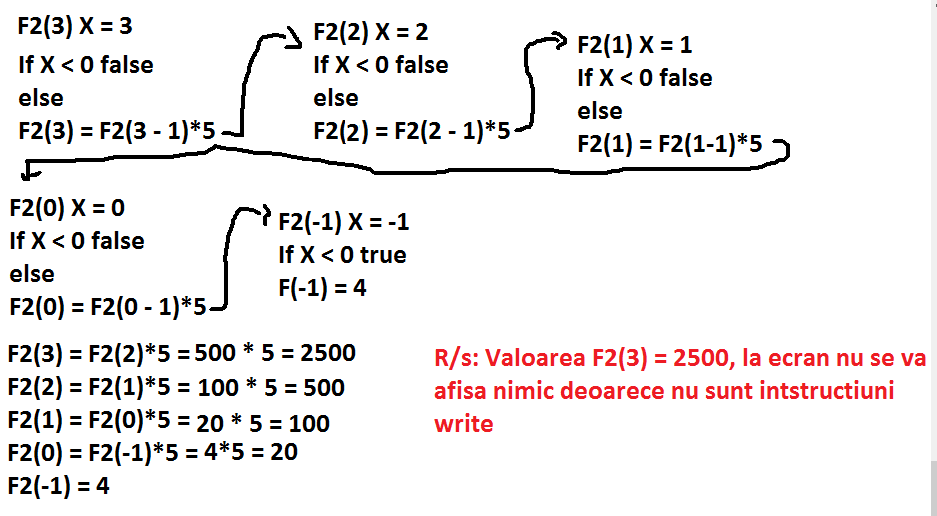 F2(3) X = 3
If X < 0 false
else
F2(3) = F2(3 - 1)*5
F2(2) X = 2
If X < 0 false
else
F2(2) = F2(2 - 1)*5
F2(1) X = 1
If X < 0 false
else
F2(1) = F2(1-1)*5
F2(0) X = 0
If X < 0 false
else
F2(0) = F2(0 - 1)*5
F2(-1) X = -1
If X < 0 true
F(-1) = 4
F2(3) = F2(2)*5 = 500 * 5 = 2500
F2(2) = F2(1)*5 = 100 * 5 = 500
F2(1) = F2(0)*5 = 20 * 5 = 100
F2(0) = F2(-1)*5 = 4*5 = 20
F2(-1) = 4
R/s: Valoarea F2(3) = 2500, la ecran nu se va
afisa nimic deoarece nu sunt intstructiuni
write